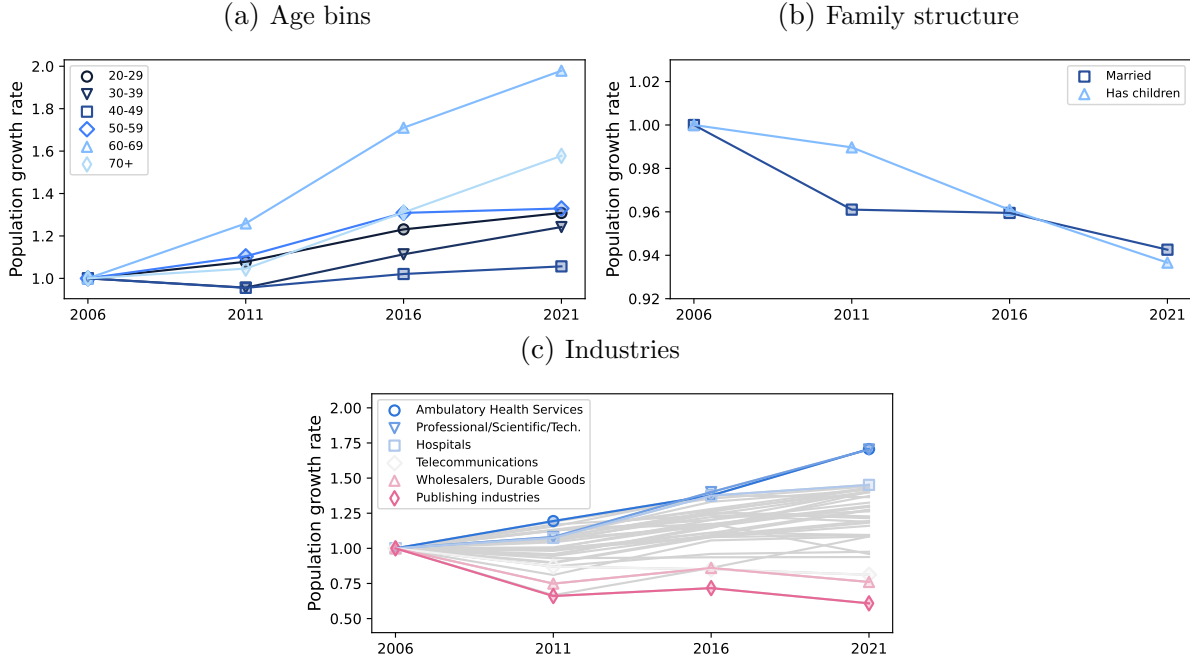 (a) Age bins
Population growth rate
2.0
1.8
1.6
1.4
1.2
1.0
20-29
30-39
40-49
50-59
60-69
70+
2006 2011 2016 2021
(b) Family structure
Population growth rate
1.02
1.00
0.98
0.96
0.94
0.92
Married
Has children
2006 2011 2016 2021
(c) Industries
Population growth rate
2.00
1.75
1.50
1.25
1.00
0.75
0.50
Ambulatory Health Services
Professional/Scientific/Tech.
Hospitals
Telecommunications
Wholesalers, Durable Goods
Publishing industries
2006 2011 2016 2021